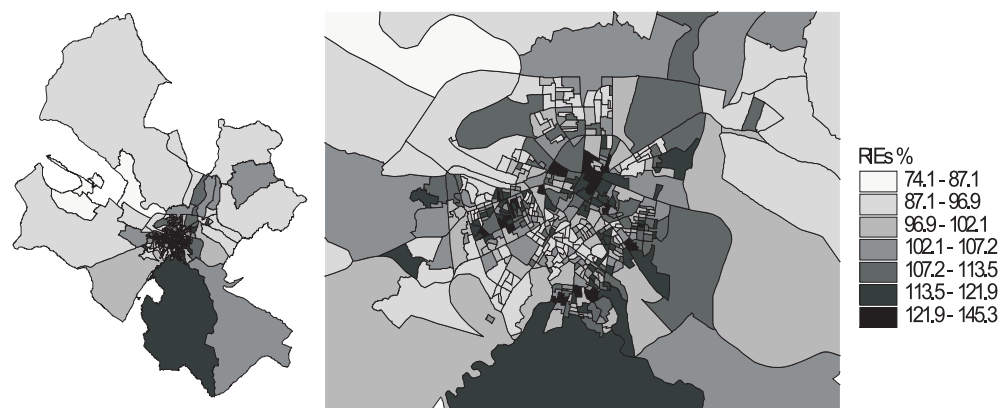 RIEs %
74.1 - 87.1
87.1 - 96.9
96.9 - 102.1
102.1 - 107.2
107.2 - 113.5
113.5 - 121.9
121.9 - 145.3